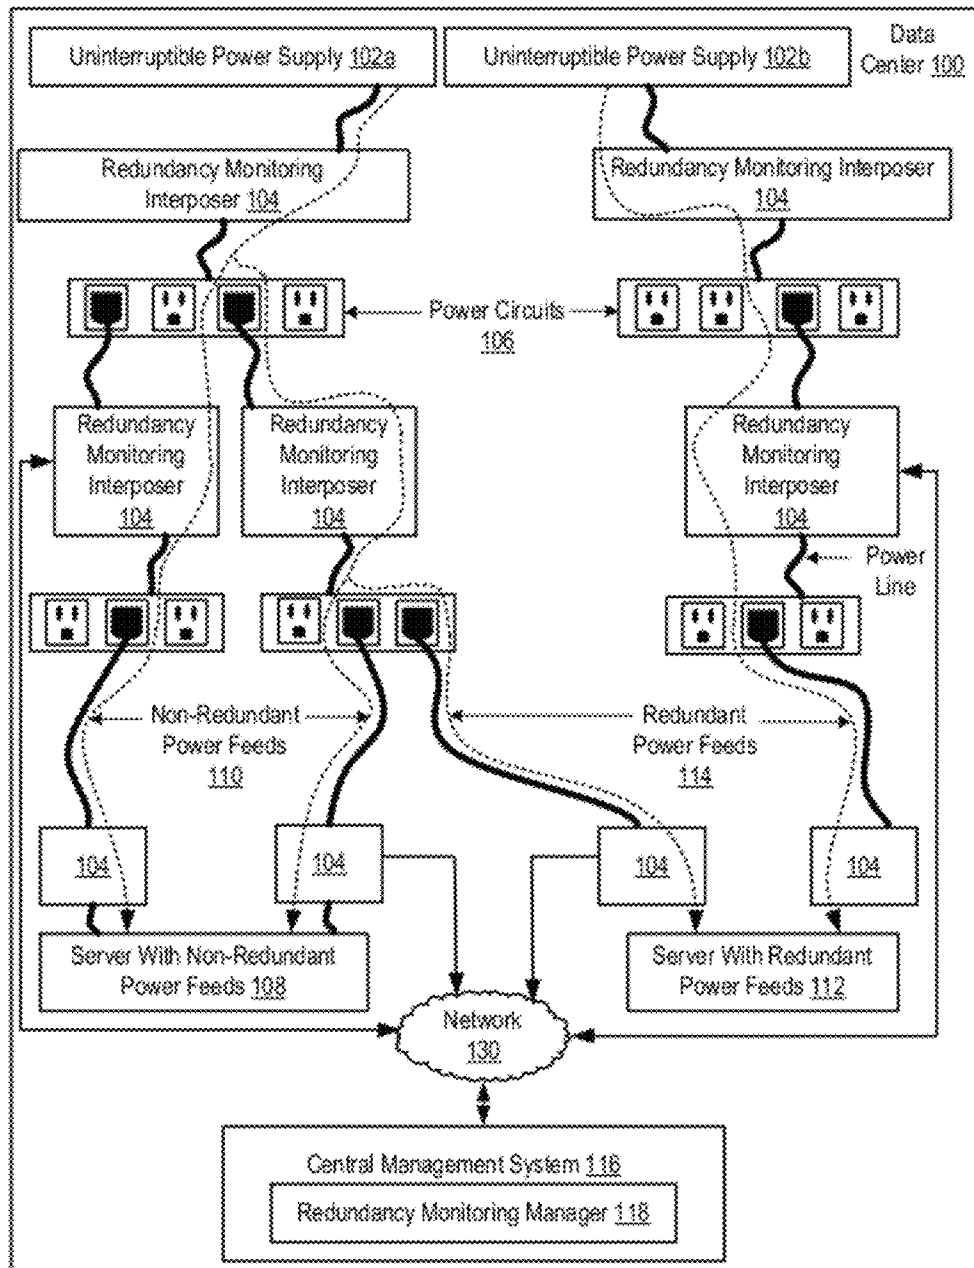 Uninterruptible Power Supply 102a
Uninterruptible Power Supply 102b
Data
Center 100
Redundancy Monitoring
Interposer 104
Redundancy Monitoring Interposer
104
Power Circuits
106
Redundancy
Monitoring
Interposer
104
Redundancy
Monitoring
Interposer
104
Redundancy
Monitoring
Interposer
104
Power
Line
Non-Redundant
Power Feeds
110
Redundant
Power Feeds
114
104
104
104
104
Server With Non-Redundant
Power Feeds 108
Server With Redundant
Power Feeds 112
Network
130
Central Management System 116
Redundancy Monitoring Manager 118